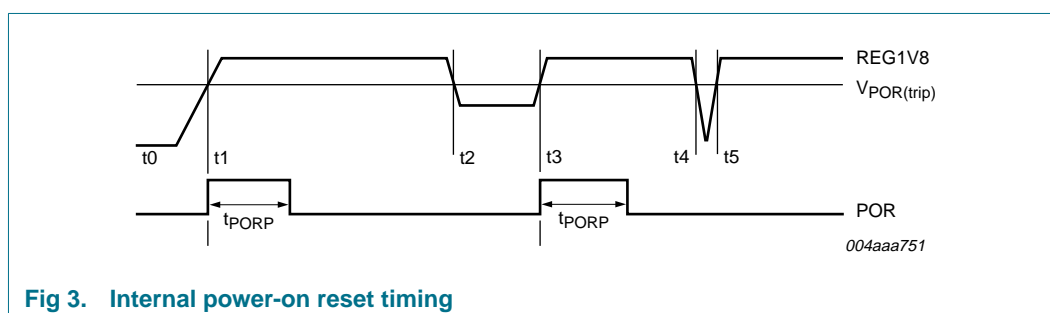 REG1V8
VPOR(trip)
t0 t1 t2 t3 t4 t5
tPORP tPORP
POR
004aaa751
Fig 3. Internal power-on reset timing